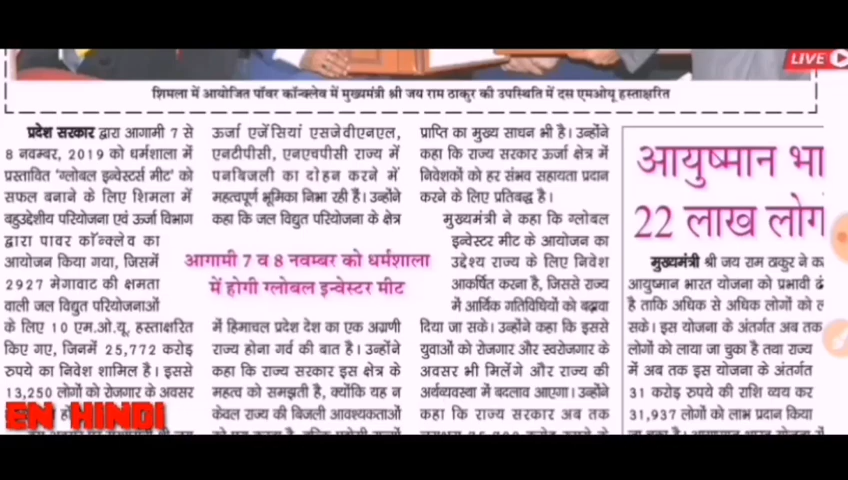 LIVE
शिमला में आयोजित पॉवर कॉन्क्लेव में मुख्यमंत्री श्री जय राम ठाकुर की उपस्थिति में दस एमओयू हस्ताक्षरित
प्रदेश सरकार द्वारा आगामी 7 से
8 नवम्बर, 2019 को धर्मशाला में
प्रस्तावित 'ग्लोबल इन्वेस्टर्स मीट' को
सफल बनाने के लिए शिमला में
बहुउद्देशीय परियोजना एवं ऊर्जा विभाग
द्वारा पावर कॉन्क्लेव का
आयोजन किया गया, जिसमें
2927 मेगावाट की क्षमता
वाली जल विद्युत परियोजनाओं
के लिए 10 एम.ओ.यू. हस्ताक्षरित
किए गए, जिनमें 25,772 करोड़
रुपये का निवेश शामिल है। इससे
13,250 लोगों को रोजगार के अवसर
EN HINDI
ऊर्जा एजेंसियां एसजेवीएनएल,
एनटीपीसी, एनएचपीसी राज्य में
पनबिजली का दोहन करने में
महत्वपूर्ण भूमिका निभा रही हैं। उन्होंने
कहा कि जल विद्युत परियोजना के क्षेत्र
आगामी 7 व 8 नवम्बर को धर्मशाला
में होगी ग्लोबल इन्वेस्टर मीट
में हिमाचल प्रदेश देश का एक अग्रणी
राज्य होना गर्व की बात है। उन्होंने
कहा कि राज्य सरकार इस क्षेत्र के
महत्व को समझती है, क्योंकि यह न
केवल राज्य की बिजली आवश्यकताओं
प्राप्ति का मुख्य साधन भी है। उन्होंने
कहा कि राज्य सरकार ऊर्जा क्षेत्र में
निवेशकों को हर संभव सहायता प्रदान
करने के लिए प्रतिबद्ध है।
मुख्यमंत्री ने कहा कि ग्लोबल
इन्वेस्टर मीट के आयोजन का
उद्देश्य राज्य के लिए निवेश
आकर्षित करना है, जिससे राज्य
में आर्थिक गतिविधियों को बढ़ावा
दिया जा सके। उन्होंने कहा कि इससे
युवाओं को रोजगार और स्वरोजगार के
अवसर भी मिलेंगे और राज्य की
अर्थव्यवस्था में बदलाव आएगा। उन्होंने
कहा कि राज्य सरकार अब तक
आयुष्मान भा
22 लाख लोग
मुख्यमंत्री श्री जय राम ठाकुर ने क
आयुष्मान भारत योजना को प्रभावी ढं
है ताकि अधिक से अधिक लोगों को ल
सके। इस योजना के अंतर्गत अब तक
लोगों को लाया जा चुका है तथा राज्य
में अब तक इस योजना के अंतर्गत
31 करोड़ रुपये की राशि व्यय कर
31,937 लोगों को लाभ प्रदान किया